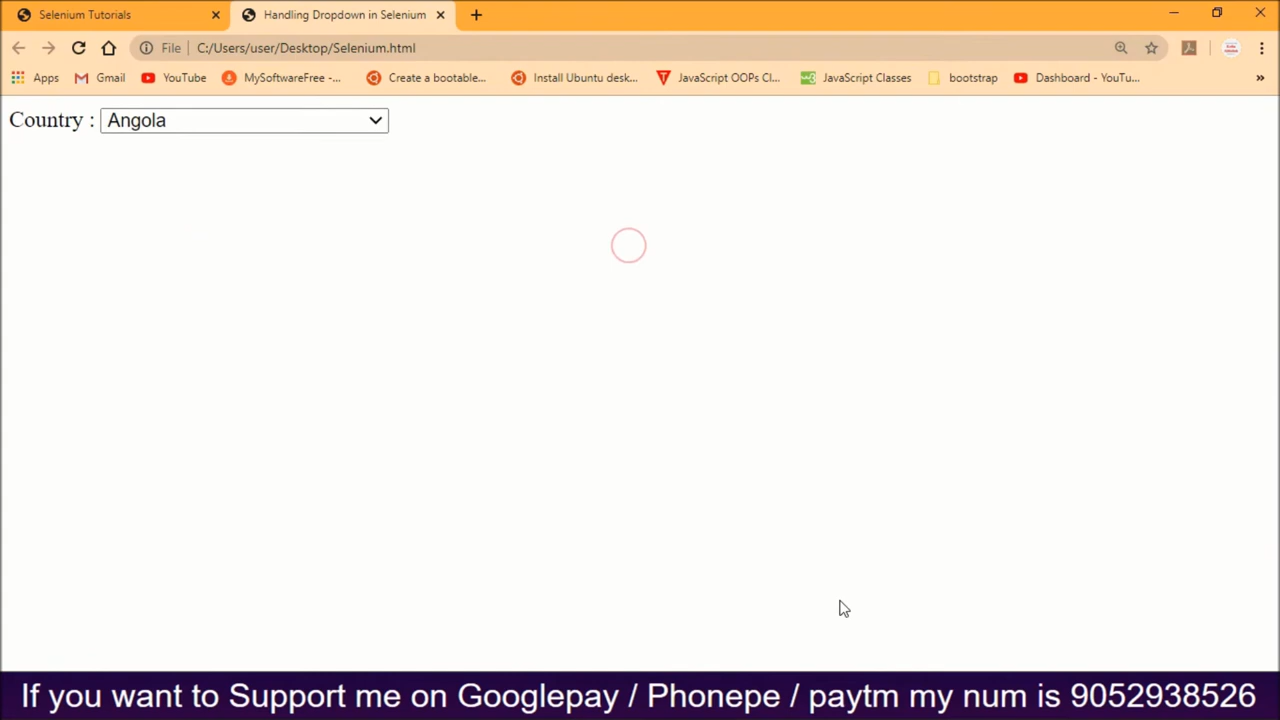 Selenium Tutorials
Handling Dropdown in Selenium
File C:/Users/user/Desktop/Selenium.html
Apps Gmail YouTube MySoftwareFree -... Create a bootable... Install Ubuntu desk... JavaScript OOPs Cl... JavaScript Classes bootstrap Dashboard - YouTu... »
Country : Angola
If you want to Support me on Googlepay / Phonepe / paytm my num is 9052938526